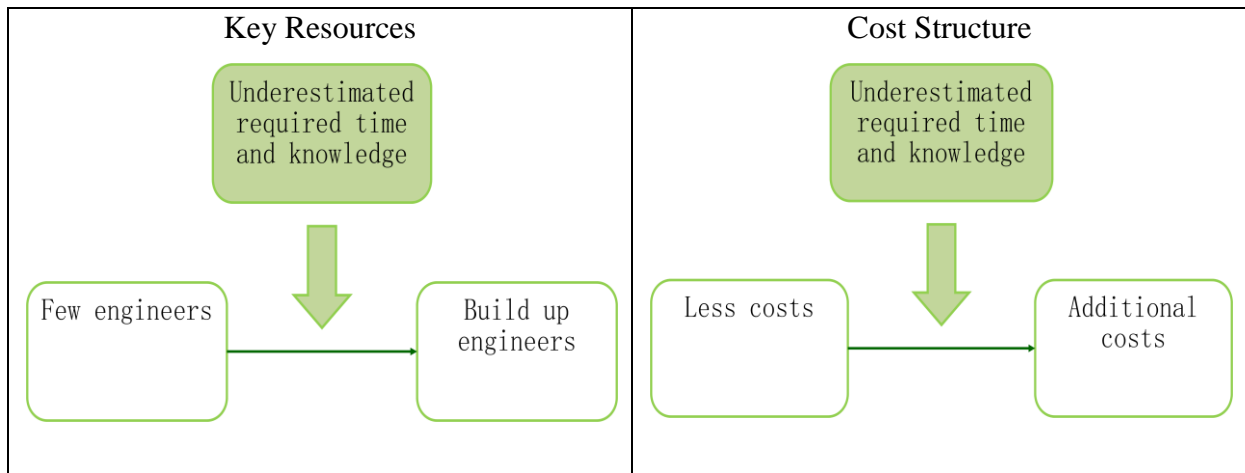 Key Resources
Underestimated
required time
and knowledge
Few engineers
Build up
engineers
Cost Structure
Underestimated
required time
and knowledge
Less costs
Additional
costs